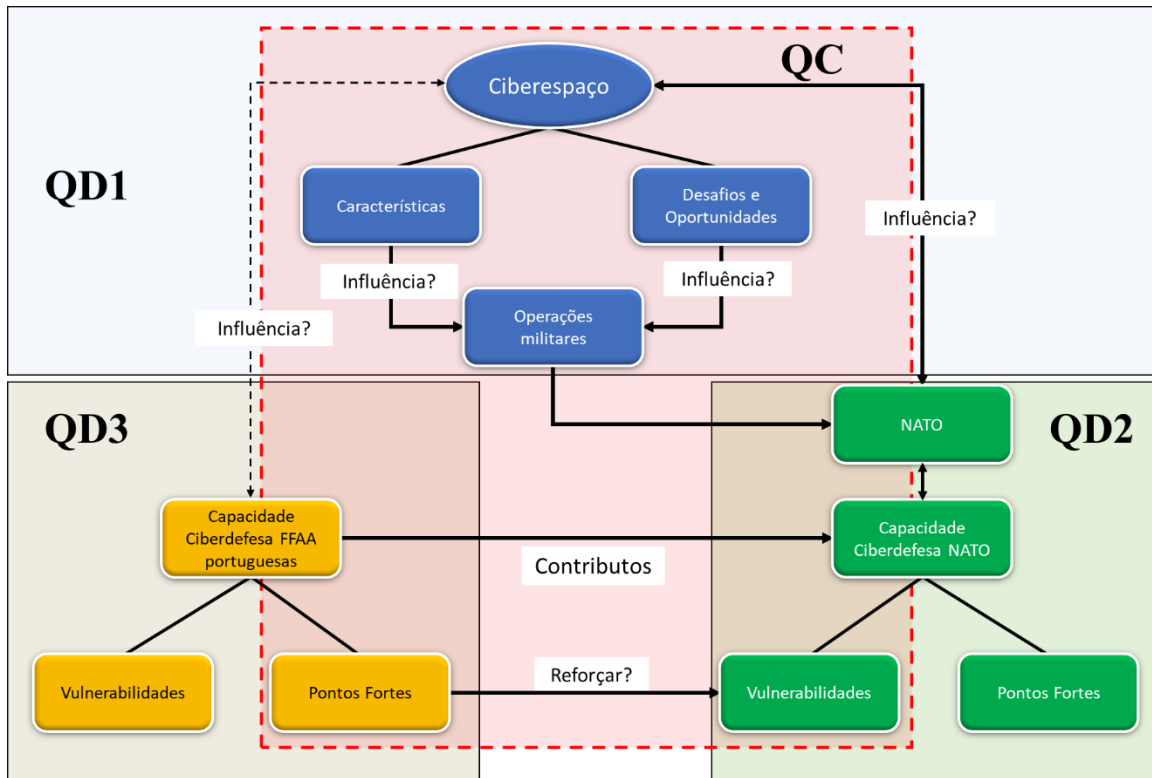 QC
Ciberespaço
QD1
Características
Desafios e
Oportunidades
Influência?
Influência?
Influência?
Influência?
Operações
militares
QD3
NATO
QD2
Capacidade
Ciberdefesa FFAA
portuguesas
Capacidade
Ciberdefesa NATO
Contributos
Vulnerabilidades
Pontos Fortes
Reforçar?
Vulnerabilidades
Pontos Fortes